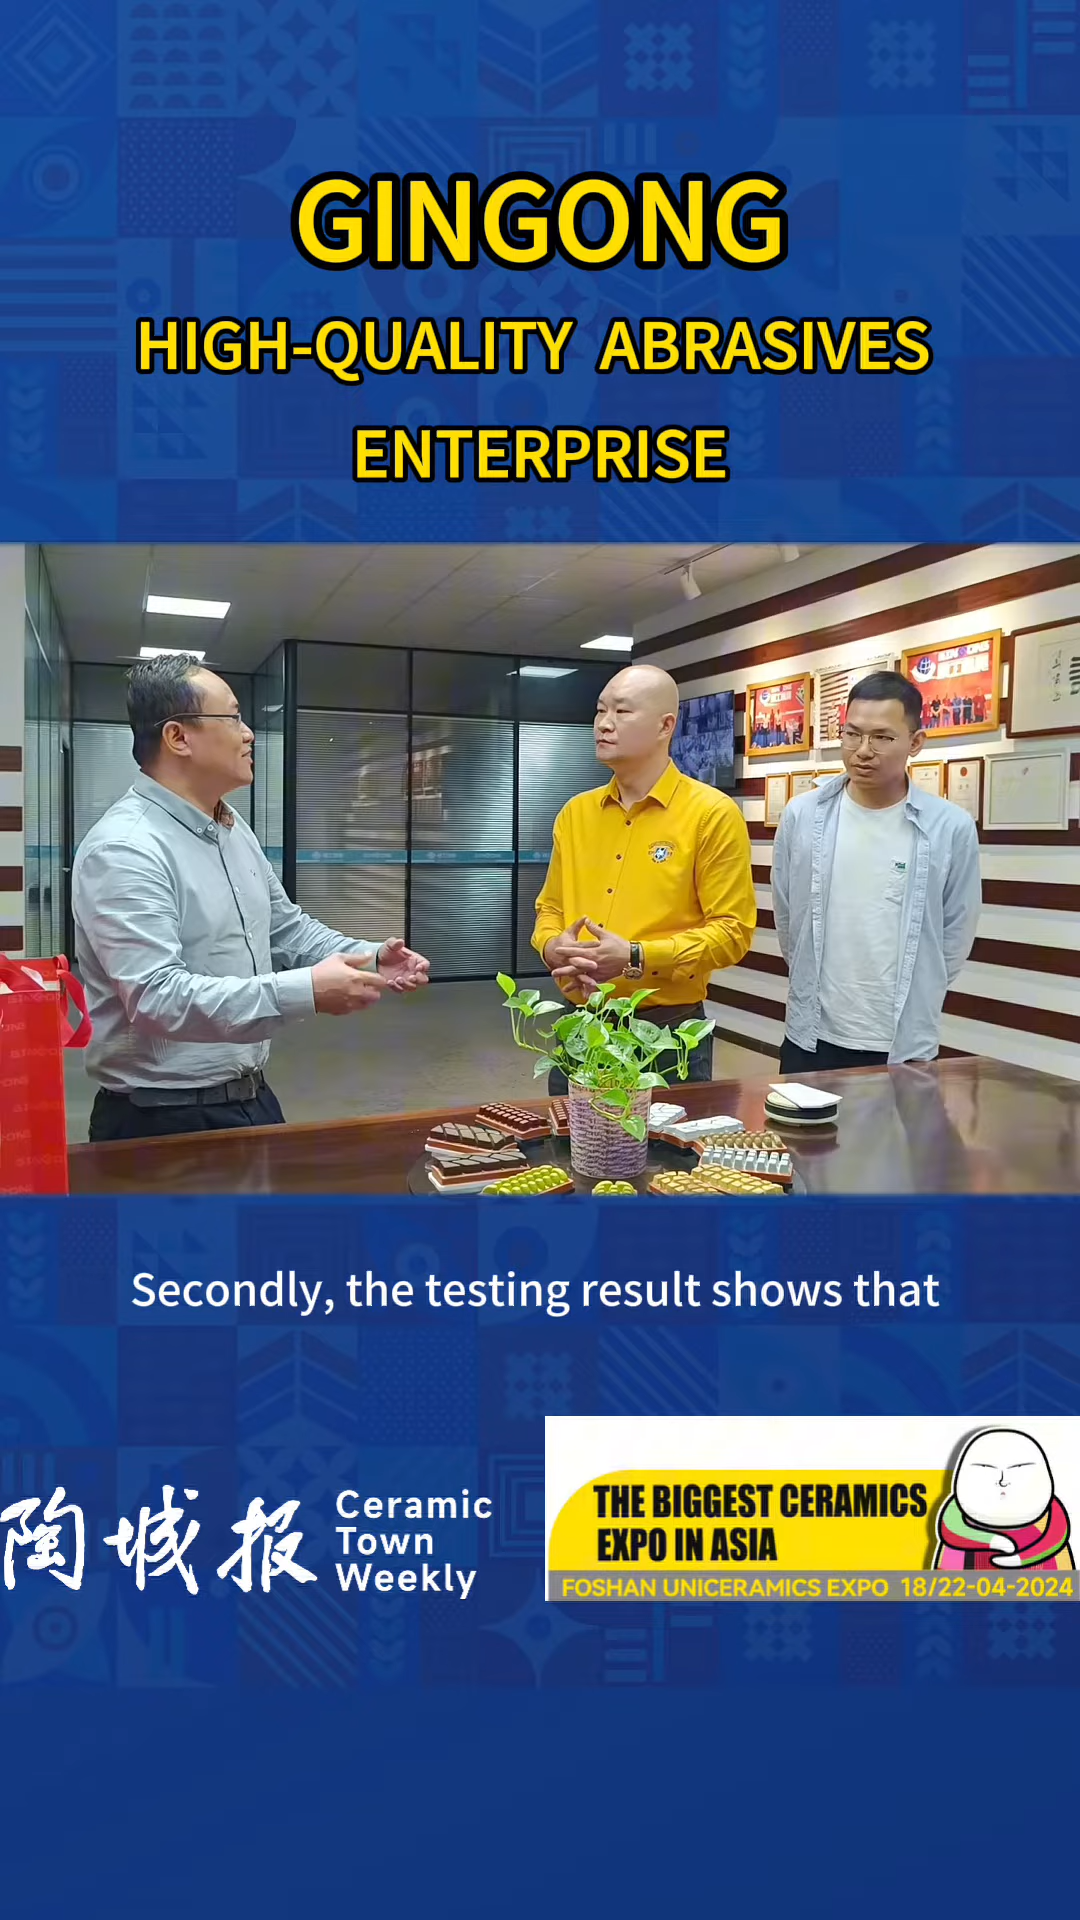 GINGONG
HIGH-QUALITY ABRASIVES
ENTERPRISE
Secondly, the testing result shows that
陶城报
Ceramic
Town
Weekly
THE BIGGEST CERAMICS
EXPO IN ASIA
FOSHAN UNICERAMICS EXPO 18/22-04-2024